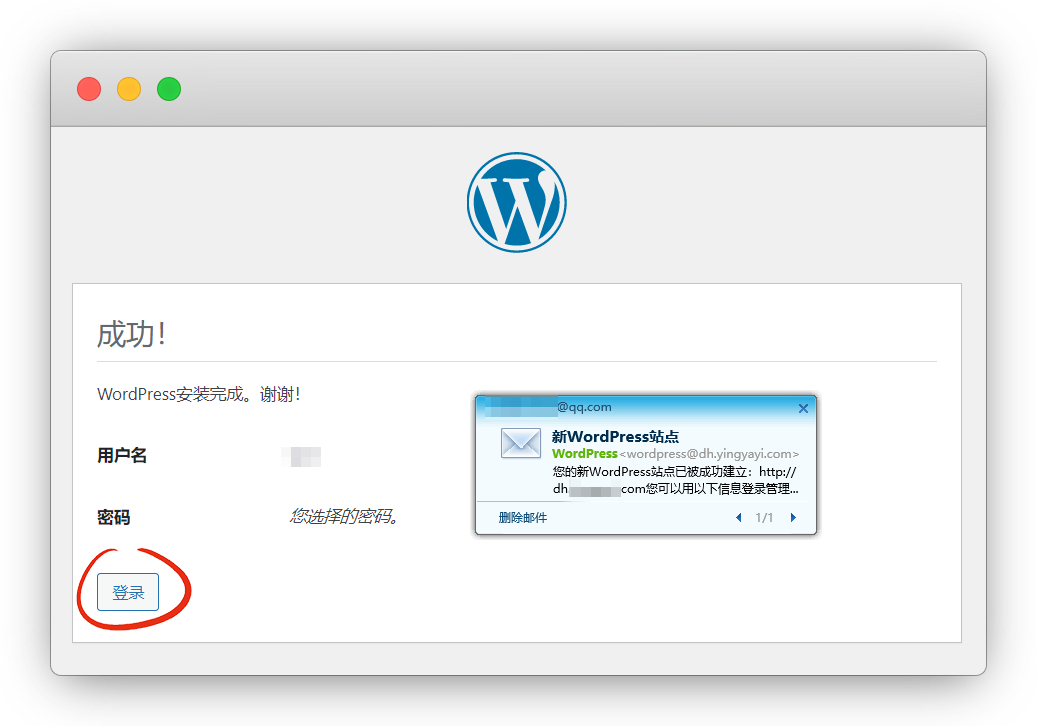 成功！
WordPress安装完成。谢谢！
用户名
密码 您选择的密码。
登录
@qq.com
新WordPress站点
WordPress<wordpress@dh.yingyayi.com>
您的新WordPress站点已被成功建立：http://
dh com您可以用以下信息登录管理...
删除邮件 1/1